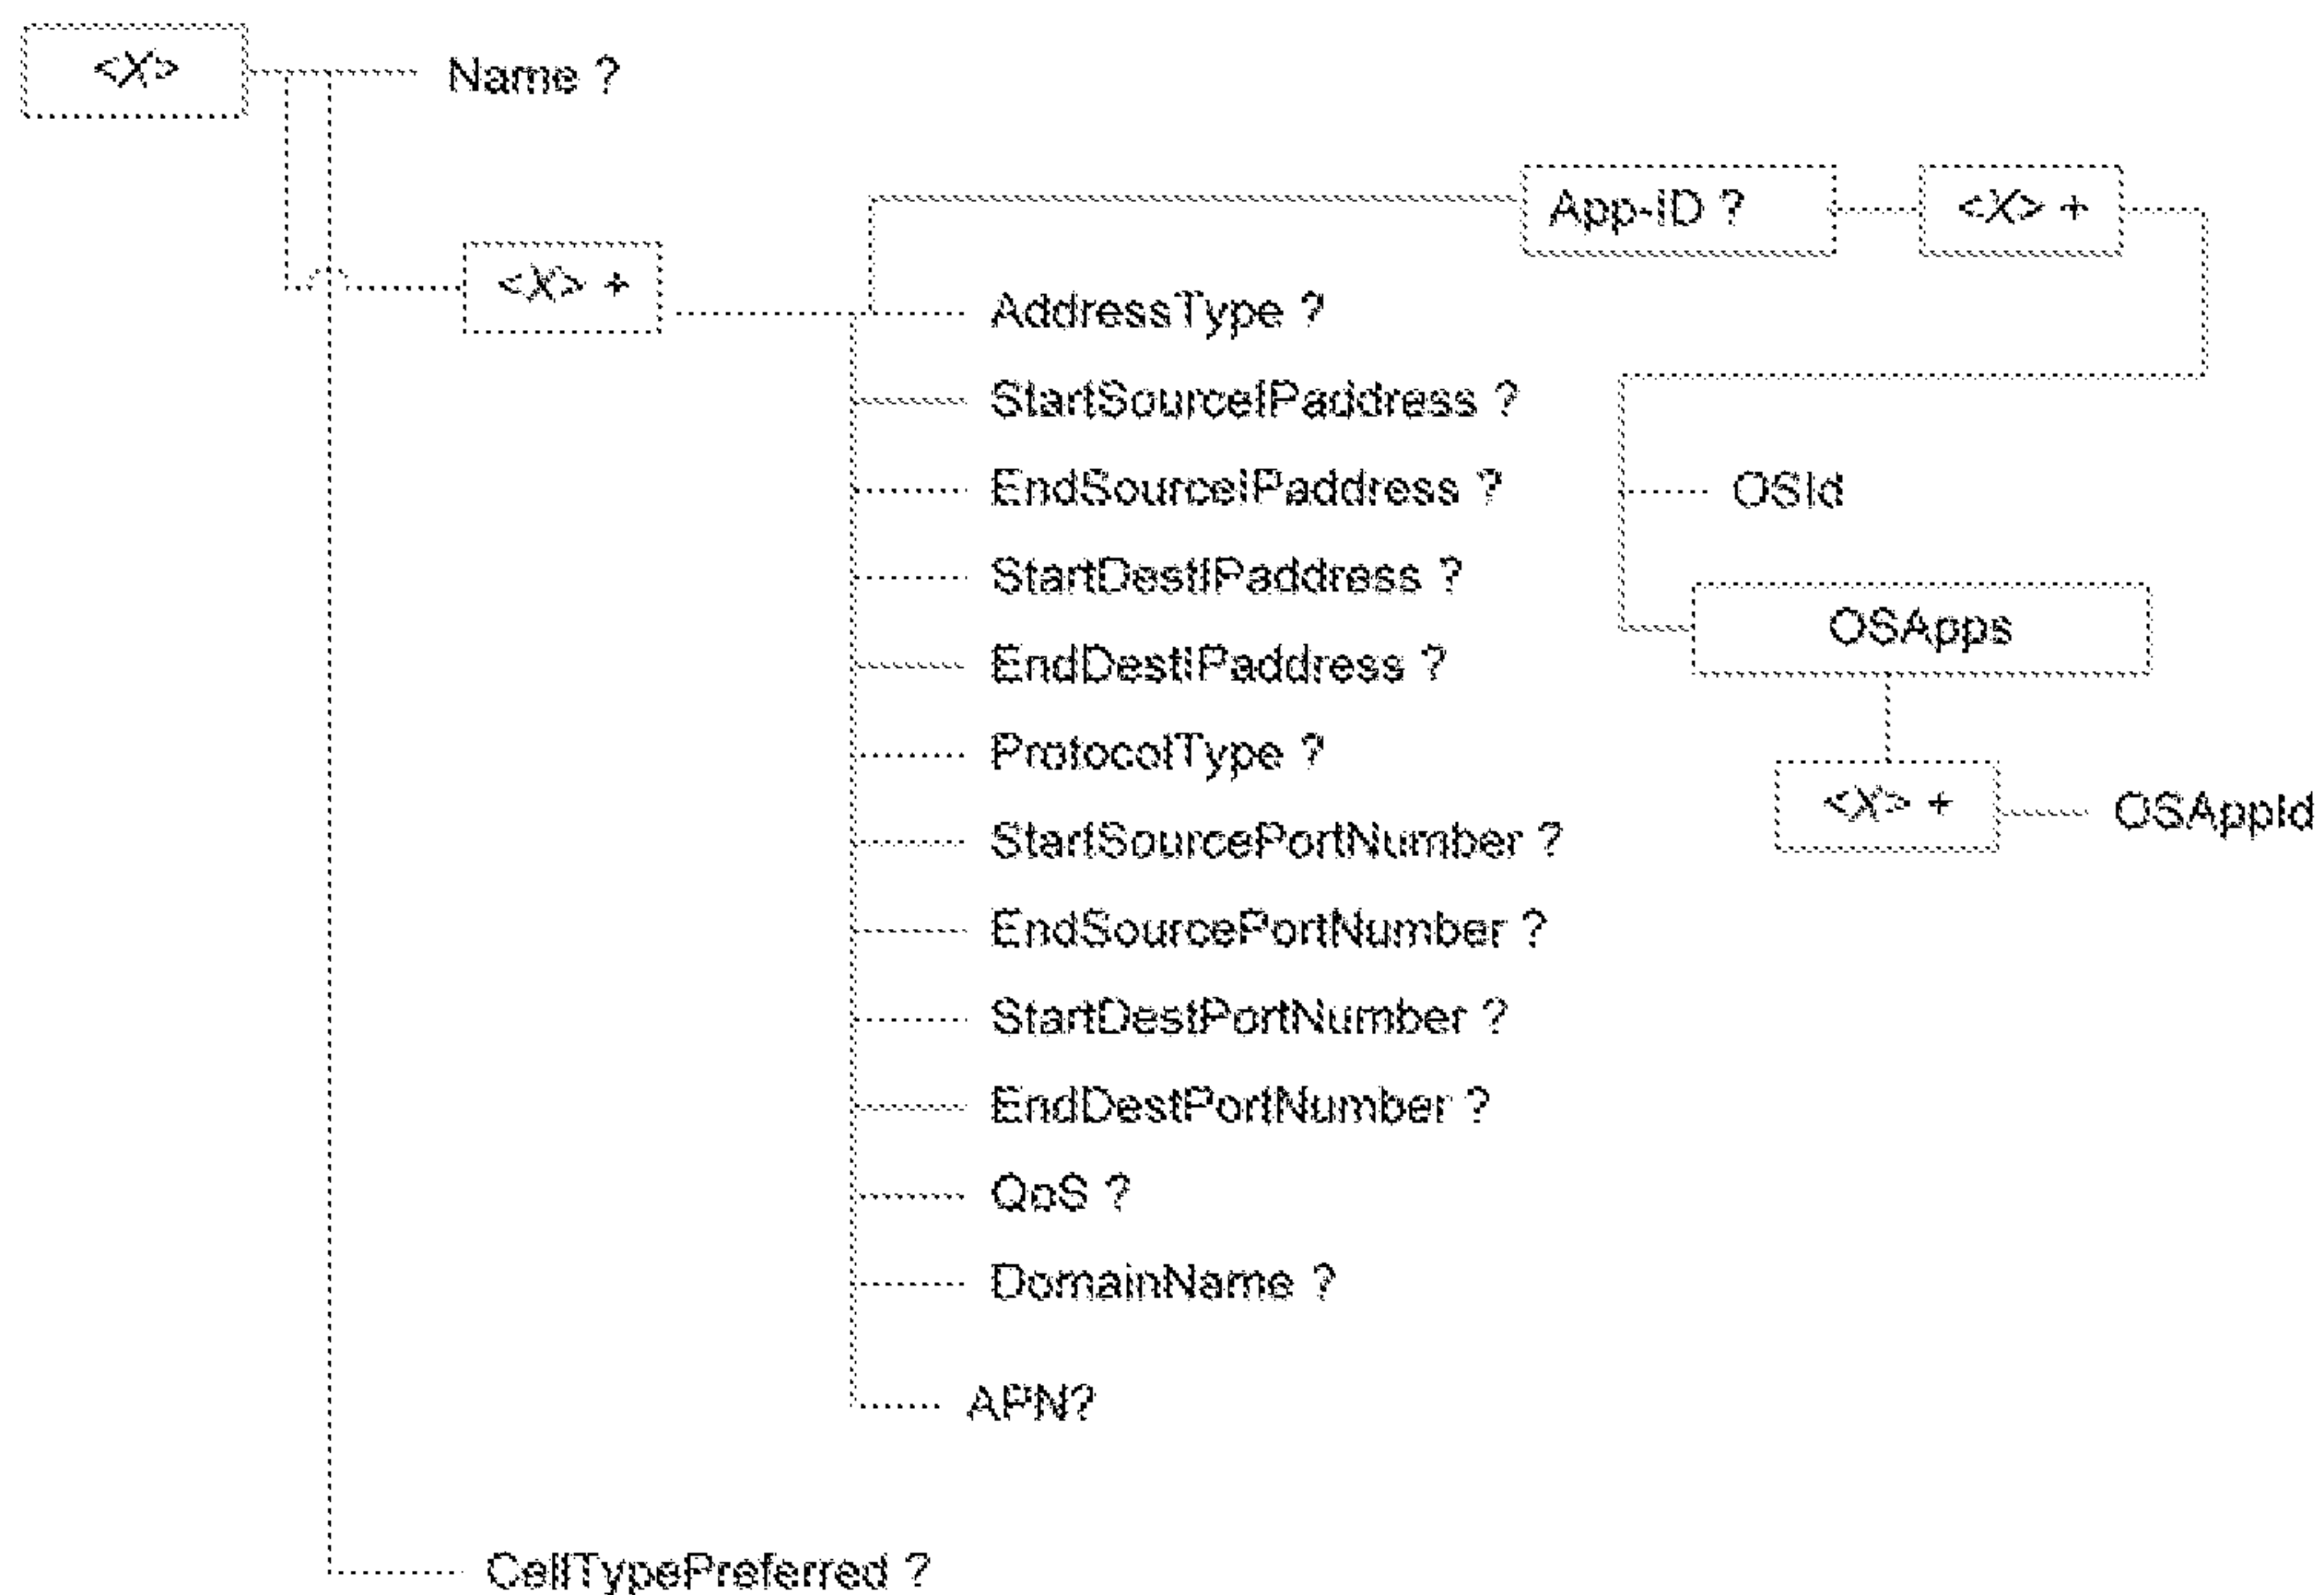 <X>
Name ?
App-ID ?
<X> +
<X> +
AddressType ?
StartSourceIPaddress ?
EndSourceIPaddress ?
OSId
StartDestIPaddress ?
OSApps
EndDestIPaddress ?
ProtocolType ?
<X> +
OSAppId
StartSourcePortNumber ?
EndSourcePortNumber ?
StartDestPortNumber ?
EndDestPortNumber ?
QoS ?
DomainName ?
APN?
CellTypePreferred ?